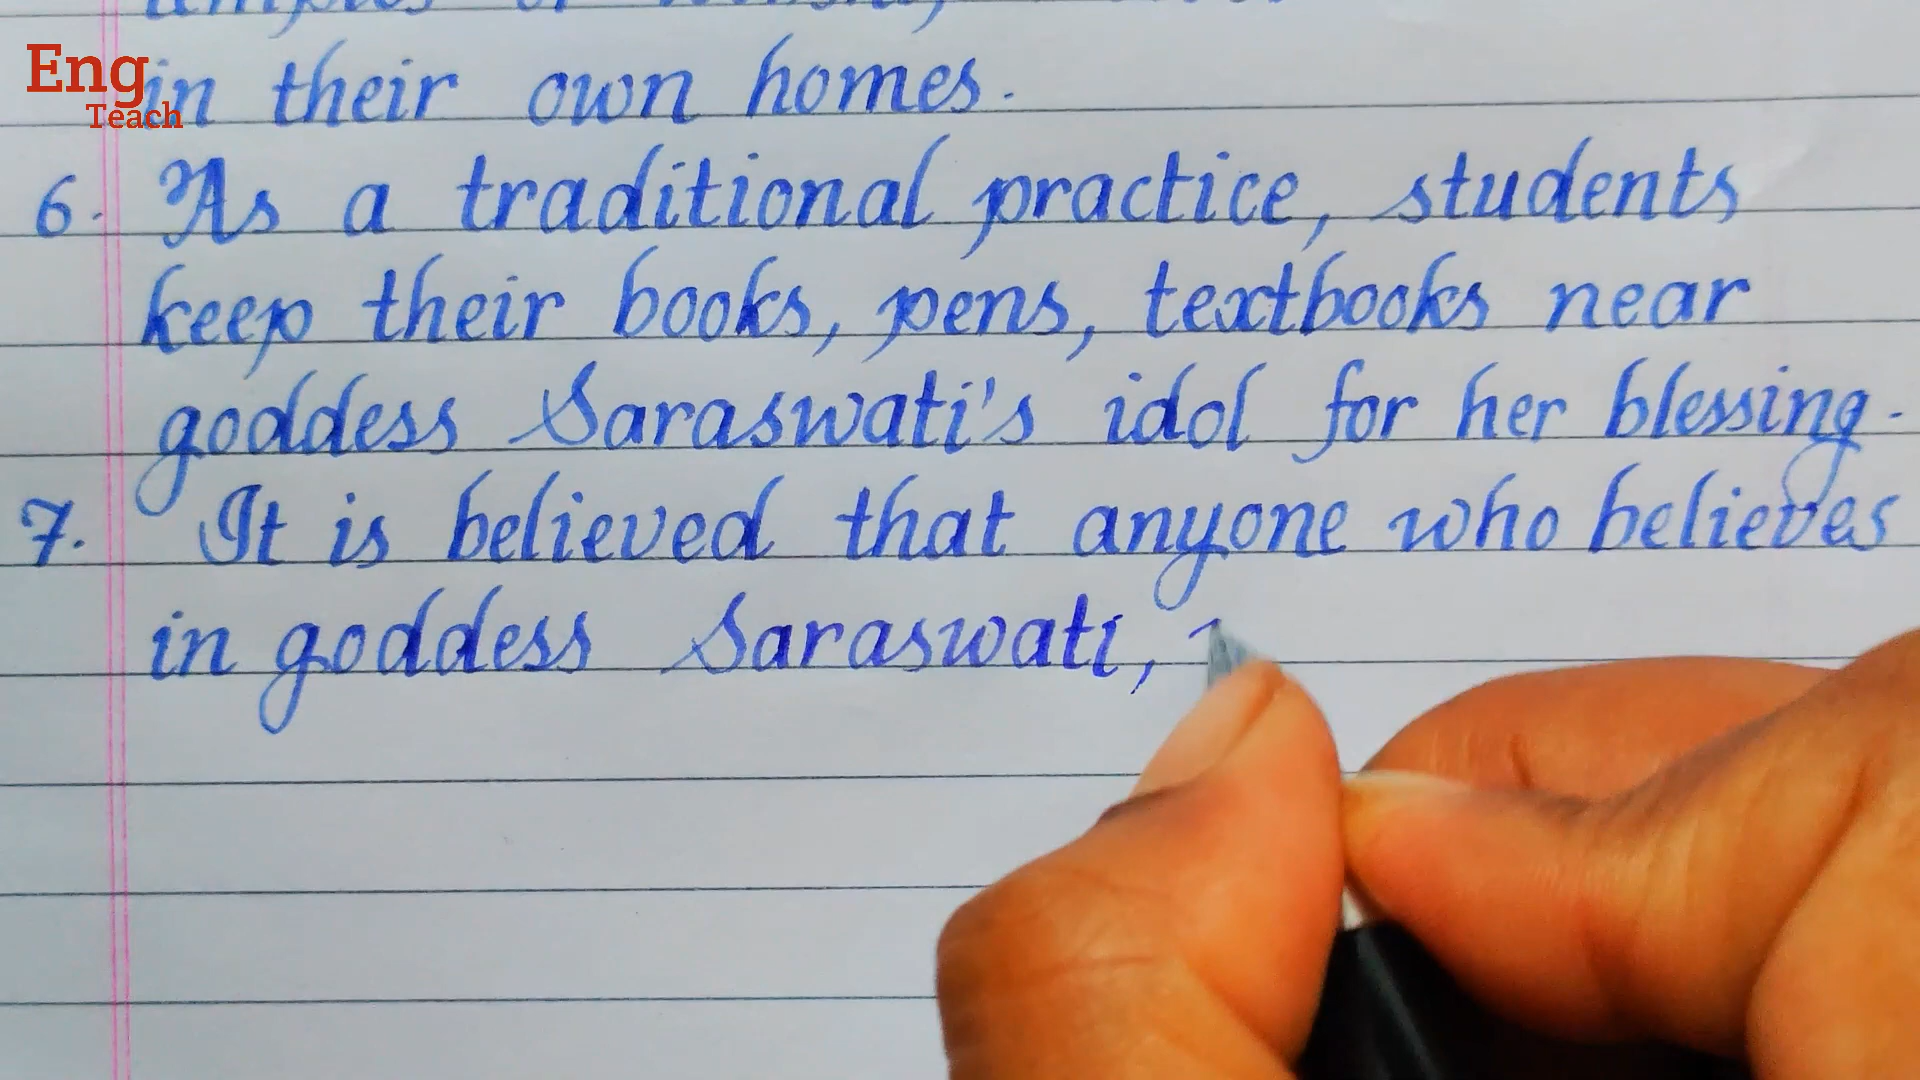 Eng
Teach
in their own homes.
6. As a traditional practice, students
keep their books, pens, textbooks near
goddess Saraswati's idol for her blessing.
7. It is believed that anyone who believes
in goddess Saraswati,